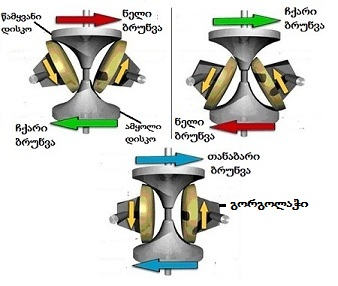 წამყვანი
დისკო
ნელი
ბრუნვა
ჩქარი
ბრუნვა
ამყოლი
დისკო
ჩქარი
ბრუნვა
ნელი
ბრუნვა
თანაბარი
ბრუნვა
გორგოლაჭი